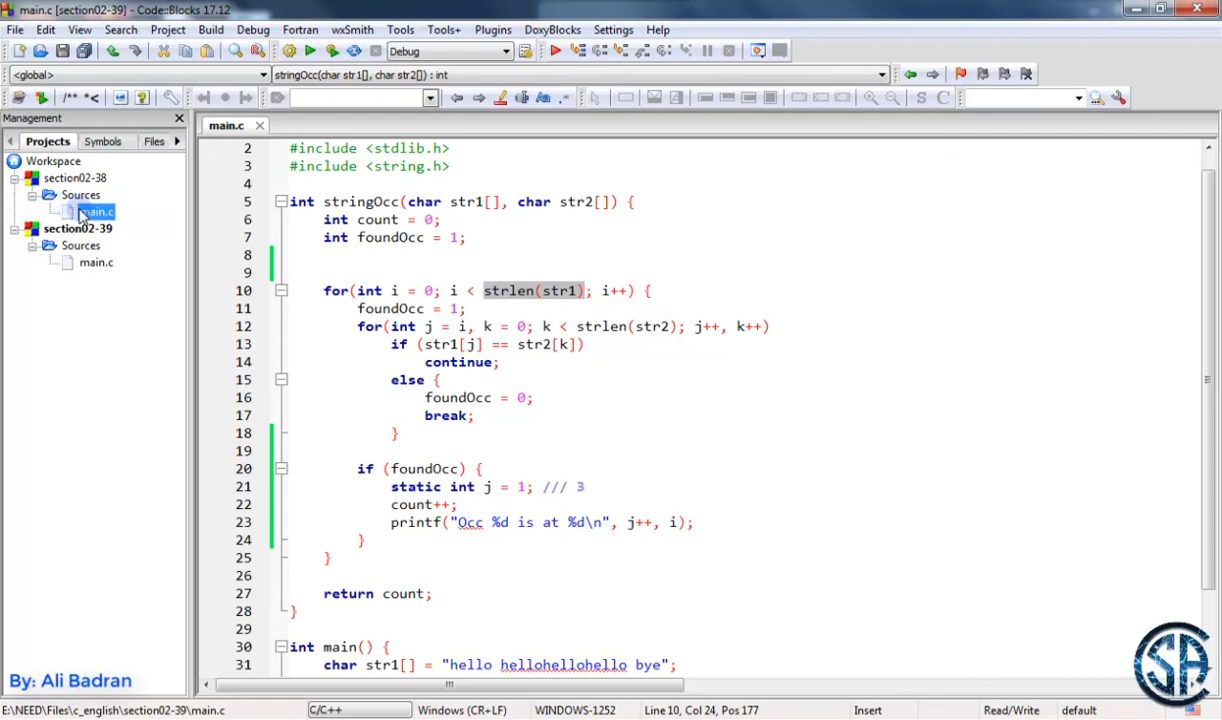 main.c [section02-39] - Code::Blocks 17.12
File Edit View Search Project Build Debug Fortran wxSmith Tools Tools+ Plugins DoxyBlocks Settings Help
Debug
<global> stringOcc(char str1[], char str2[]) : int
/** *< S C
Management
Projects Symbols Files
main.c
Workspace
section02-38
Sources
main.c
section02-39
Sources
main.c
2 #include <stdlib.h>
3 #include <string.h>
4
5 int stringOcc(char str1[], char str2[]) {
6 int count = 0;
7 int foundOcc = 1;
8
9
10 for(int i = 0; i < strlen(str1); i++) {
11 foundOcc = 1;
12 for(int j = i, k = 0; k < strlen(str2); j++, k++)
13 if (str1[j] == str2[k])
14 continue;
15 else {
16 foundOcc = 0;
17 break;
18 }
19
20 if (foundOcc) {
21 static int j = 1; /// 3
22 count++;
23 printf("Occ %d is at %d\n", j++, i);
24 }
25 }
26
27 return count;
28 }
29
30 int main() {
31 char str1[] = "hello hellohellohello bye";
By: Ali Badran
SA
E:\NEED\Files\c_english\section02-39\main.c C/C++ Windows (CR+LF) WINDOWS-1252 Line 10, Col 24, Pos 177 Insert Read/Write default